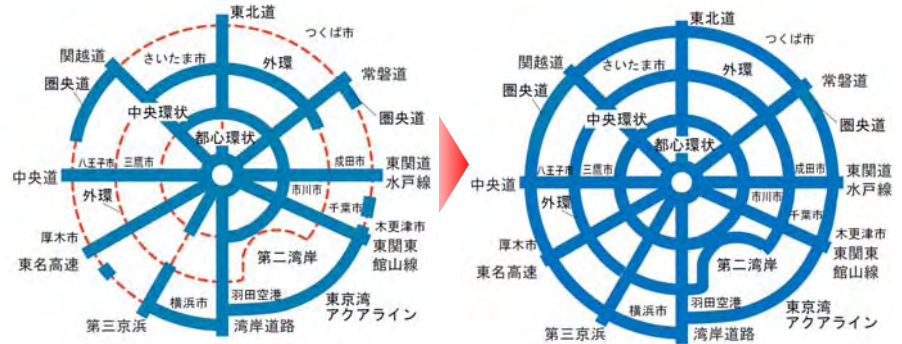 東北道
つくば市
関越道
さいたま市
外環
常磐道
圏央道
中央環状
圏央道
都心環状
八王子市
三鷹市
成田市
東関道
水戸線
中央道
市川市
外環
千葉市
厚木市
木更津市
東名高速
東関東
館山線
第二湾岸
横浜市
羽田空港
東京湾
アクアライン
第三京浜
湾岸道路
東北道
つくば市
関越道
さいたま市
外環
常磐道
圏央道
中央環状
圏央道
都心環状
八王子市
三鷹市
成田市
東関道
水戸線
中央道
市川市
外環
千葉市
厚木市
木更津市
東名高速
東関東
館山線
第二湾岸
横浜市
羽田空港
東京湾
アクアライン
第三京浜
湾岸道路